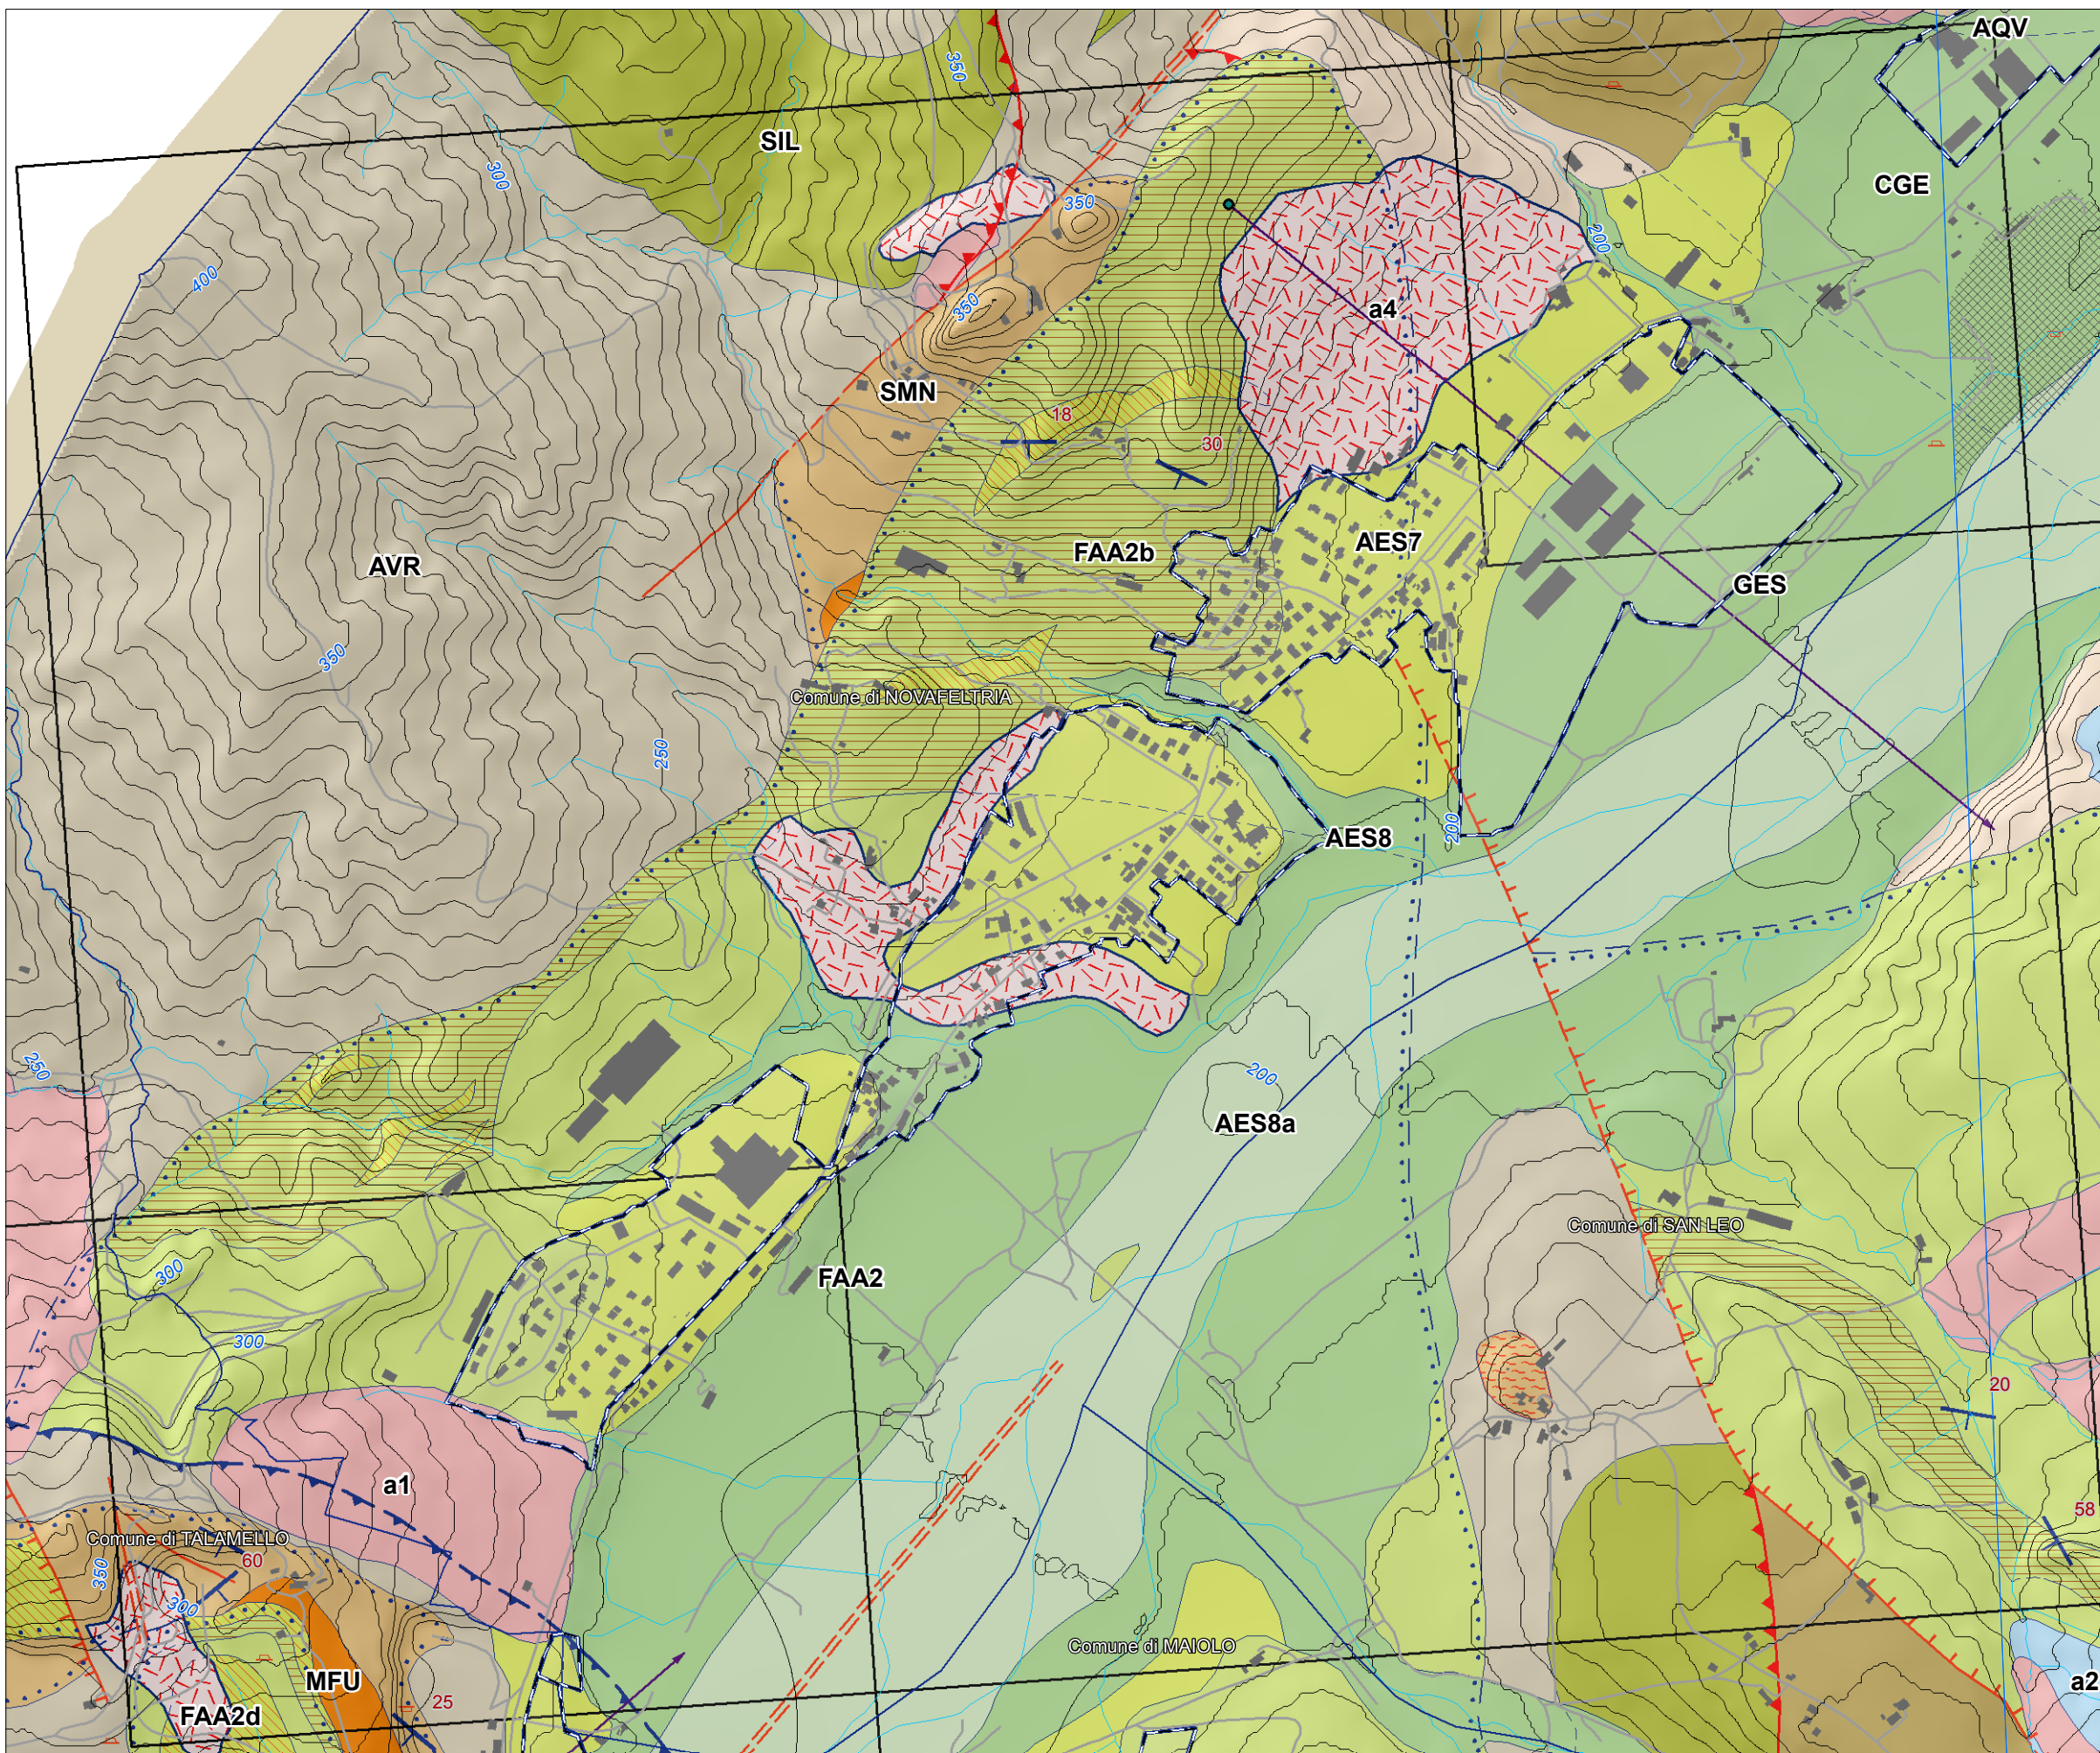 AQV
350
SIL
300
CGE
350
200
400
a4
350
SMN
18
30
AES7
FAA2b
AVR
GES
350
Comune di NOVAFELTRIA
250
200
AES8
250
200
AES8a
Comune di SAN LEO
300
FAA2
300
20
a1
58
Comune di TALAMELLO
60
350
300
Comune di MAIOLO
MFU
a2
25
FAA2d